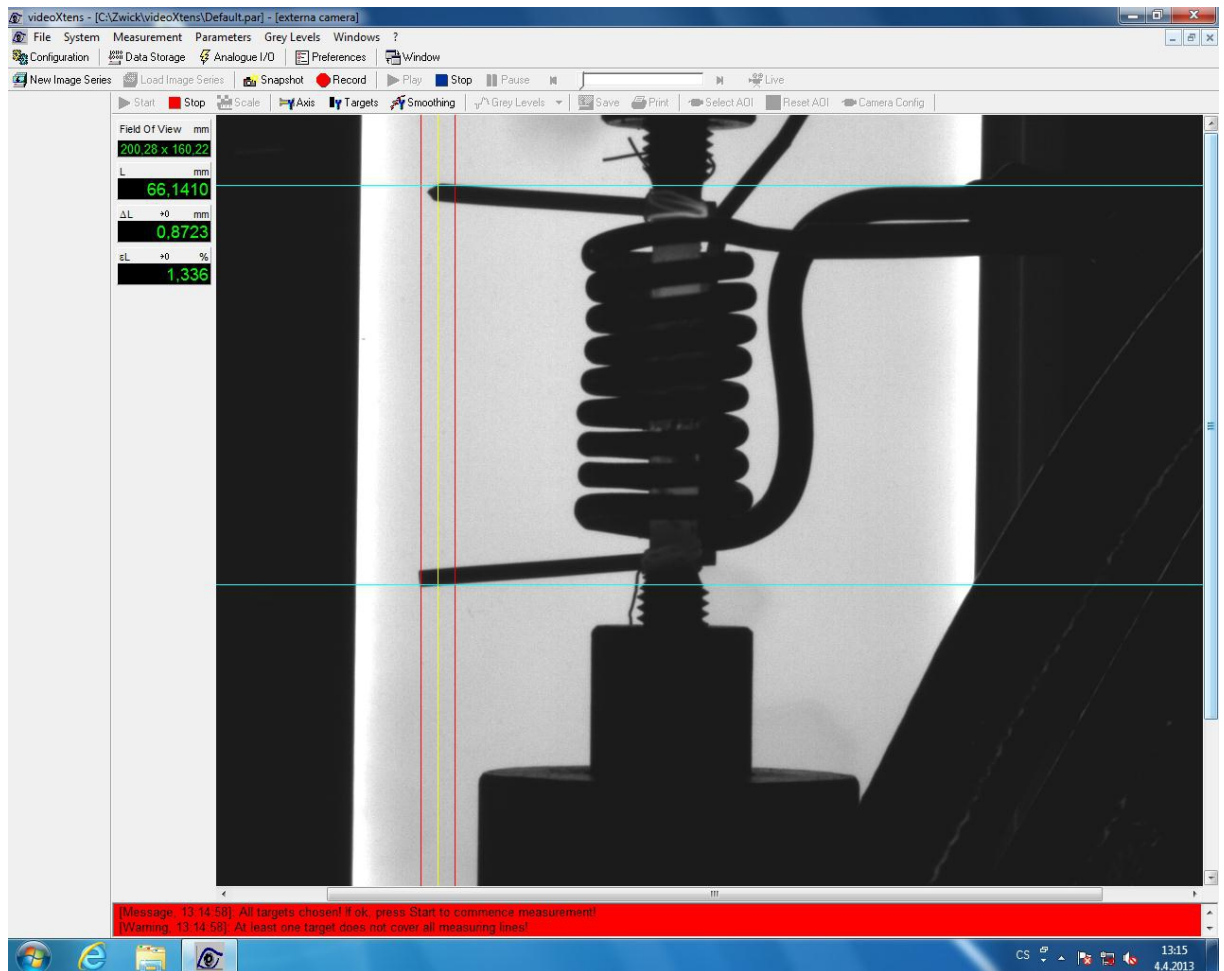 videoXtens - [C:\Zwick\videoXtens\Default.par] - [externa camera]
File System Measurement Parameters Grey Levels Windows ?
Configuration Data Storage Analogue I/O Preferences Window
New Image Series Load Image Series Snapshot Record Play Stop Pause Live
Start Stop Scale Axis Targets Smoothing Grey Levels Save Print Select AOI Reset AOI Camera Config
Field Of View mm
200,28 x 160,22
L mm
66,1410
ΔL →0 mm
0,8723
εL →0 %
1,336
[Message, 13:14:58]: All targets chosen! If ok, press Start to commence measurement!
[Warning, 13:14:58]: At least one target does not cover all measuring lines!
CS 13:15
4.4.2013